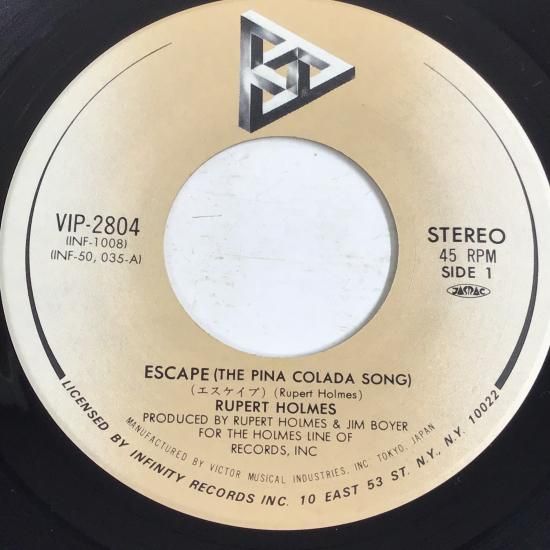 VIP-2804
(INF-1008)
(INF-50, 035-A)
STEREO
45 RPM
SIDE 1
JASRAC
ESCAPE (THE PINA COLADA SONG)
(エスケイプ) (Rupert Holmes)
RUPERT HOLMES
PRODUCED BY RUPERT HOLMES & JIM BOYER
FOR THE HOLMES LINE OF
RECORDS, INC
MANUFACTURED BY VICTOR MUSICAL INDUSTRIES, INC. TOKYO, JAPAN
LICENSED BY INFINITY RECORDS INC. 10 EAST 53 ST. N.Y., N.Y. 10022